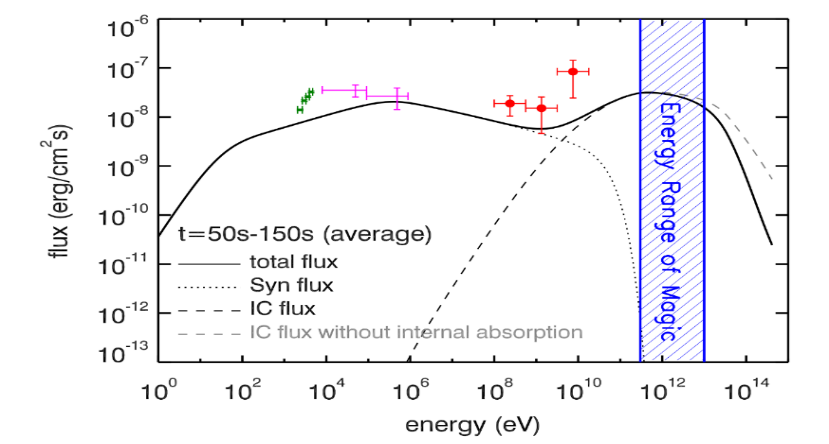 10^-6
10^-7
10^-8
10^-9
10^-10
10^-11
10^-12
10^-13
flux (erg/cm^2s)
t=50s-150s (average)
total flux
Syn flux
IC flux
IC flux without internal absorption
Energy Range of Magic
10^0 10^2 10^4 10^6 10^8 10^10 10^12 10^14
energy (eV)